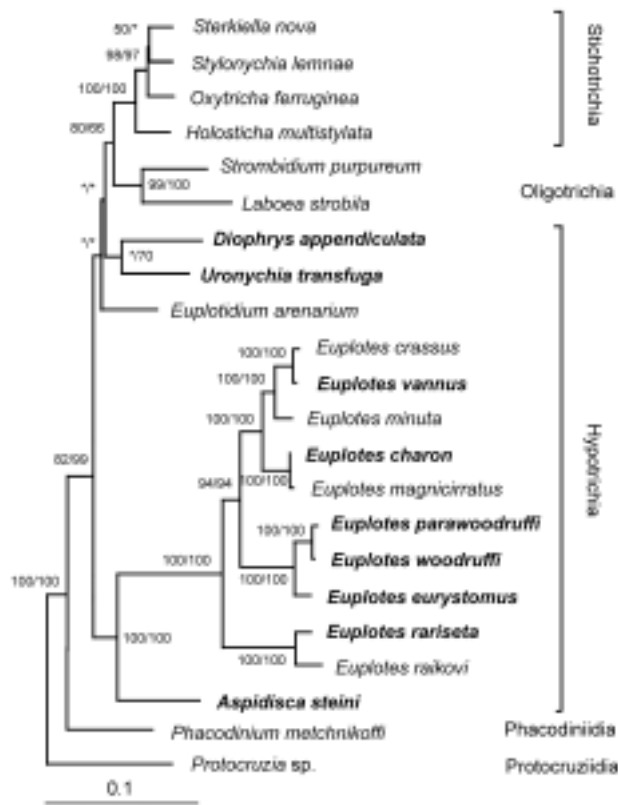 50/*
Sterkiella nova
98/97
Stylonychia lemnae
100/100
Oxytricha ferruginea
Stichotrichia
Holosticha multistylata
Strombidium purpureum
99/100
Oligotrichia
Laboea strobila
*/*
Diophrys appendiculata
*/*
*/70
Uronychia transfuga
Euplotidium arenarium
Euplotes crassus
100/100
100/100
Euplotes vannus
Euplotes minuta
100/100
Euplotes charon
Hypotrichia
82/99
94/94
100/100
Euplotes magnicirratus
100/100
Euplotes parawoodruffi
100/100
Euplotes woodruffi
100/100
100/100
Euplotes eurystomus
100/100
Euplotes rariseta
100/100
Euplotes raikovi
Aspidisca steini
Phacodinium metchnikoffi
Phacodiniidia
Protocruzia sp.
Protocruziidia
0.1